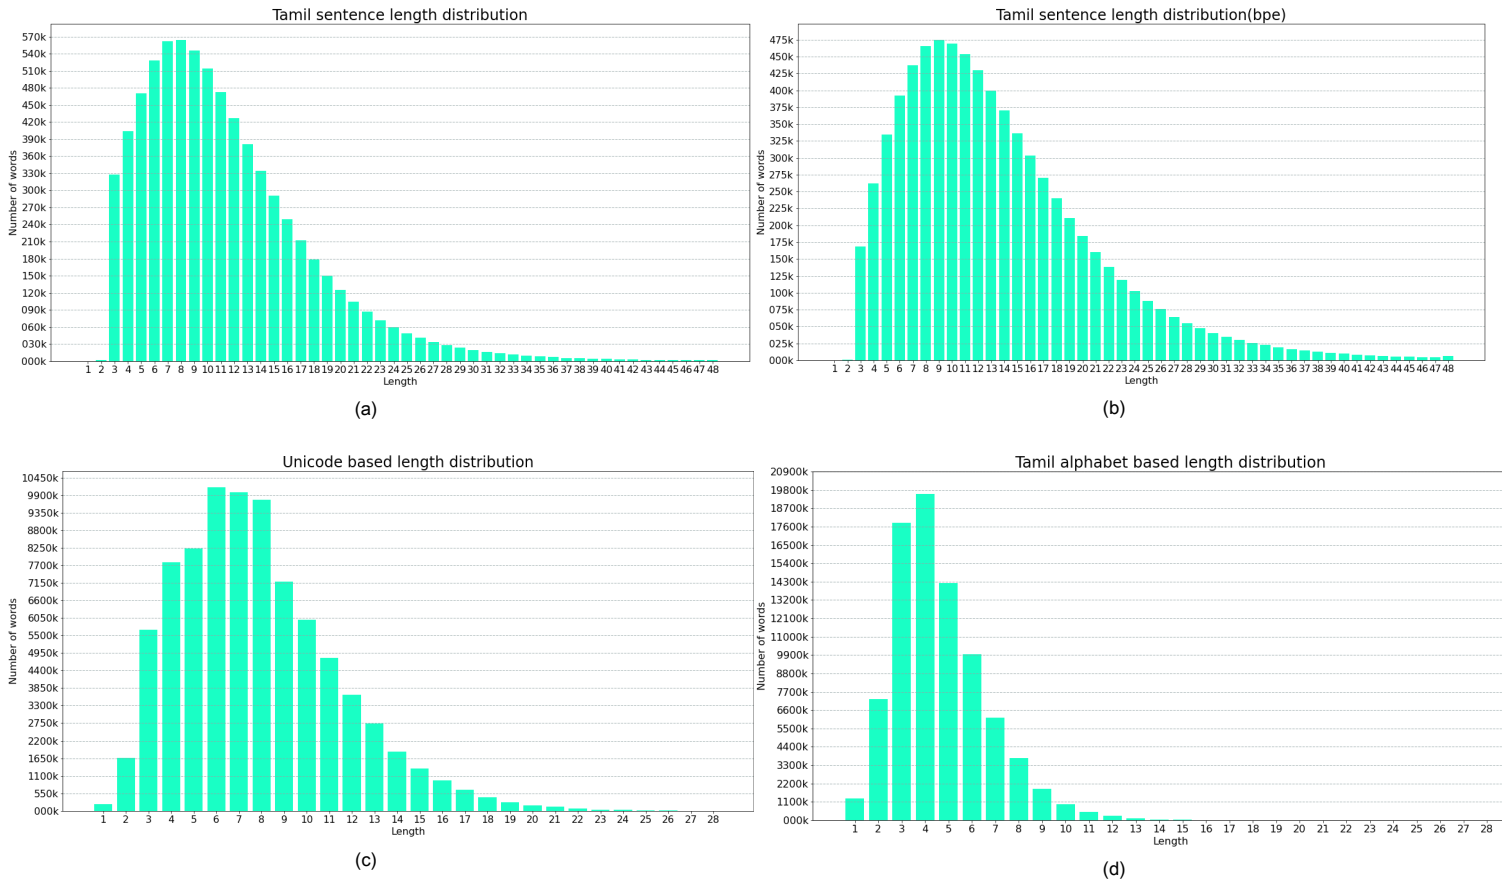 Tamil sentence length distribution
570k
540k
510k
480k
450k
420k
390k
360k
330k
300k
270k
240k
210k
180k
150k
120k
090k
060k
030k
000k
Number of words
1 2 3 4 5 6 7 8 9 10 11 12 13 14 15 16 17 18 19 20 21 22 23 24 25 26 27 28 29 30 31 32 33 34 35 36 37 38 39 40 41 42 43 44 45 46 47 48
Length
(a)
Tamil sentence length distribution(bpe)
475k
450k
425k
400k
375k
350k
325k
300k
275k
250k
225k
200k
175k
150k
125k
100k
075k
050k
025k
000k
Number of words
1 2 3 4 5 6 7 8 9 10 11 12 13 14 15 16 17 18 19 20 21 22 23 24 25 26 27 28 29 30 31 32 33 34 35 36 37 38 39 40 41 42 43 44 45 46 47 48
Length
(b)
Unicode based length distribution
10450k
9900k
9350k
8800k
8250k
7700k
7150k
6600k
6050k
5500k
4950k
4400k
3850k
3300k
2750k
2200k
1650k
1100k
550k
000k
Number of words
1 2 3 4 5 6 7 8 9 10 11 12 13 14 15 16 17 18 19 20 21 22 23 24 25 26 27 28
Length
(c)
Tamil alphabet based length distribution
20900k
19800k
18700k
17600k
16500k
15400k
14300k
13200k
12100k
11000k
9900k
8800k
7700k
6600k
5500k
4400k
3300k
2200k
1100k
000k
Number of words
1 2 3 4 5 6 7 8 9 10 11 12 13 14 15 16 17 18 19 20 21 22 23 24 25 26 27 28
Length
(d)